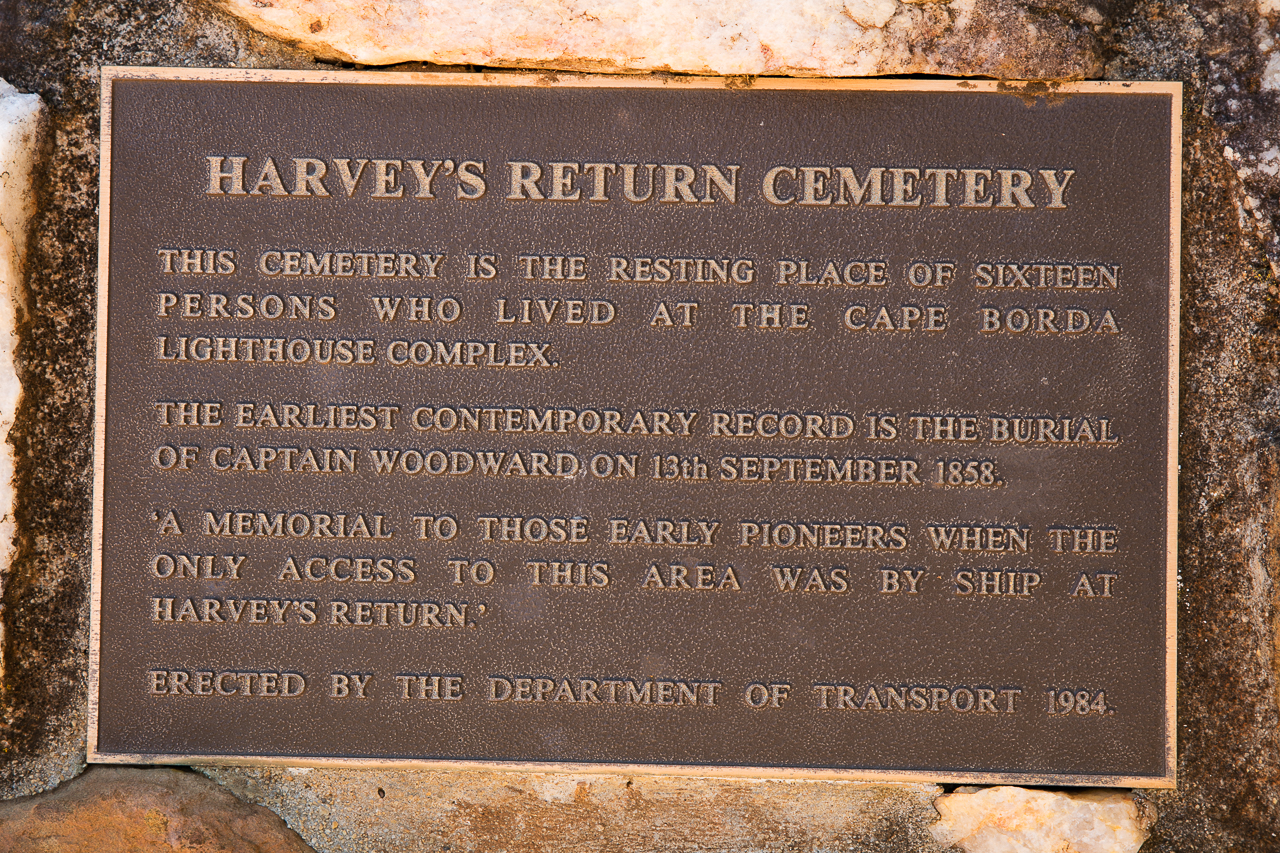 HARVEY'S RETURN CEMETERY
THIS CEMETERY IS THE RESTING PLACE OF SIXTEEN
PERSONS WHO LIVED AT THE CAPE BORDA
LIGHTHOUSE COMPLEX.
THE EARLIEST CONTEMPORARY RECORD IS THE BURIAL
OF CAPTAIN WOODWARD ON 13th SEPTEMBER 1858.
'A MEMORIAL TO THOSE EARLY PIONEERS WHEN THE
ONLY ACCESS TO THIS AREA WAS BY SHIP AT
HARVEY'S RETURN.'
ERECTED BY THE DEPARTMENT OF TRANSPORT 1984.